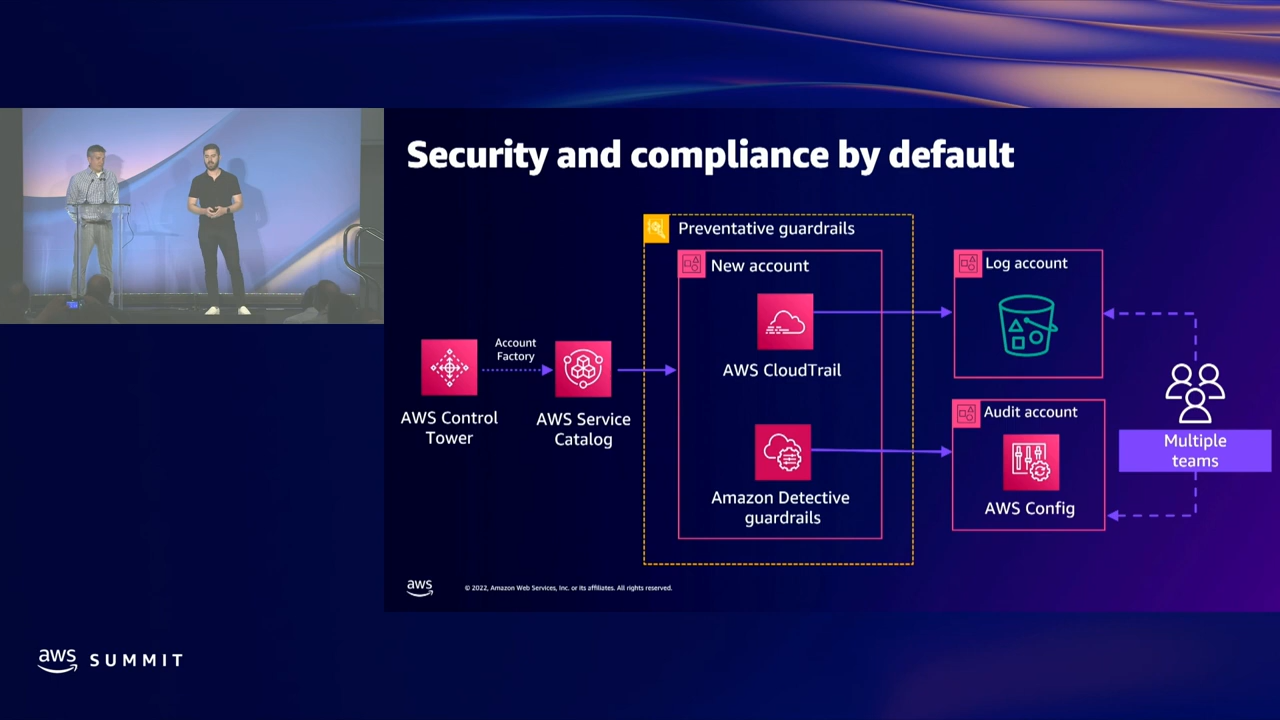 Security and compliance by default
Preventative guardrails
New account
Log account
Account
Factory
AWS CloudTrail
AWS Control
Tower
AWS Service
Catalog
Audit account
Multiple
teams
Amazon Detective
guardrails
AWS Config
aws
© 2022, Amazon Web Services, Inc. or its affiliates. All rights reserved.
aws SUMMIT